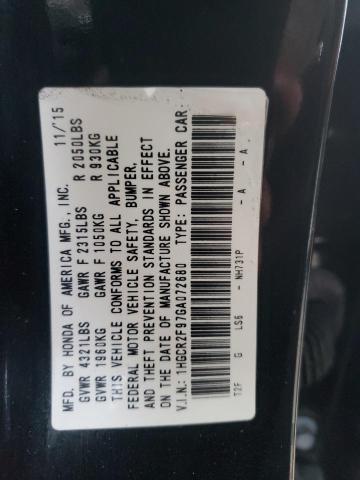 MFD. BY HONDA OF AMERICA MFG., INC. 11/15
GVWR 4321LBS GAWR F 2315LBS R 2050LBS
GVWR 1960KG GAWR F 1050KG R 930KG
THIS VEHICLE CONFORMS TO ALL APPLICABLE
FEDERAL MOTOR VEHICLE SAFETY, BUMPER,
AND THEFT PREVENTION STANDARDS IN EFFECT
ON THE DATE OF MANUFACTURE SHOWN ABOVE.
V.I.N.: 1HGCR2F97GA072680 TYPE: PASSENGER CAR
T2F G LS6 NH731P A - A - A